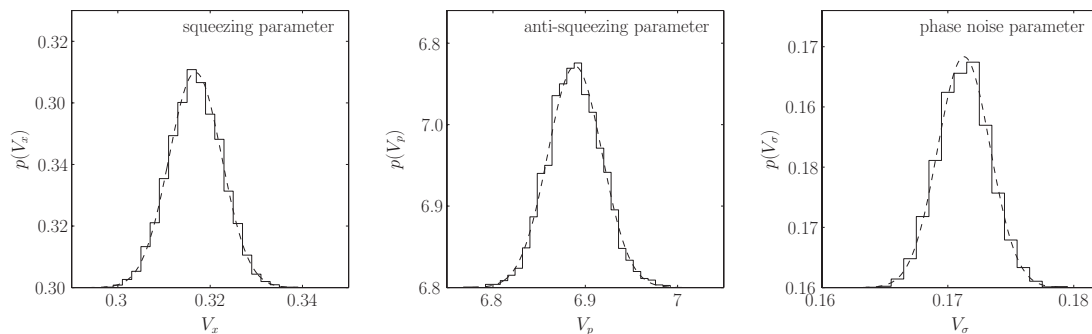 squeezing parameter
0.32
0.30
0.34
0.32
0.30
p(V_x)
0.3
0.32
0.34
V_x
anti-squeezing parameter
6.8
7.0
6.9
6.8
p(V_p)
6.8
6.9
7
V_p
phase noise parameter
0.17
0.16
0.18
0.17
0.16
p(V_σ)
0.16
0.17
0.18
V_σ